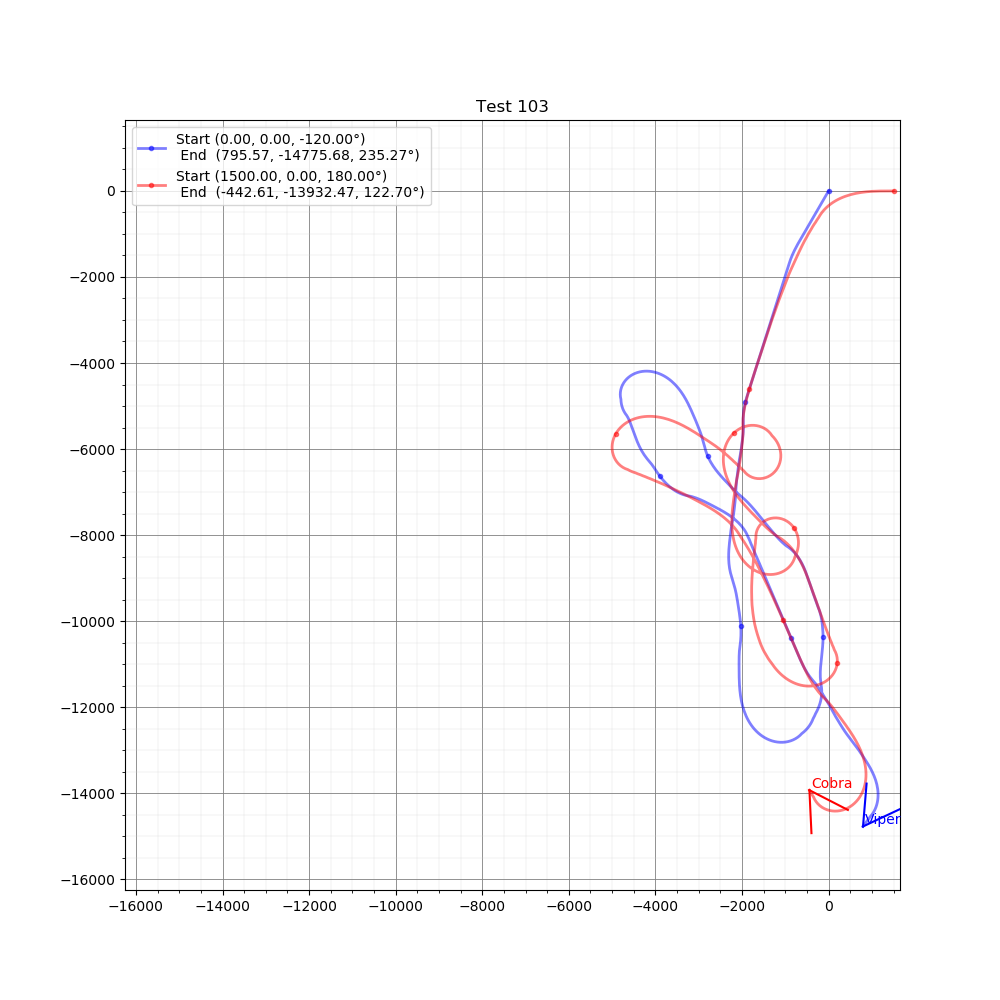 Test 103
Start (0.00, 0.00, -120.00°)
End (795.57, -14775.68, 235.27°)
Start (1500.00, 0.00, 180.00°)
End (-442.61, -13932.47, 122.70°)
0
−2000
−4000
−6000
−8000
−10000
−12000
−14000
−16000
Cobra
Viper
−16000 −14000 −12000 −10000 −8000 −6000 −4000 −2000 0